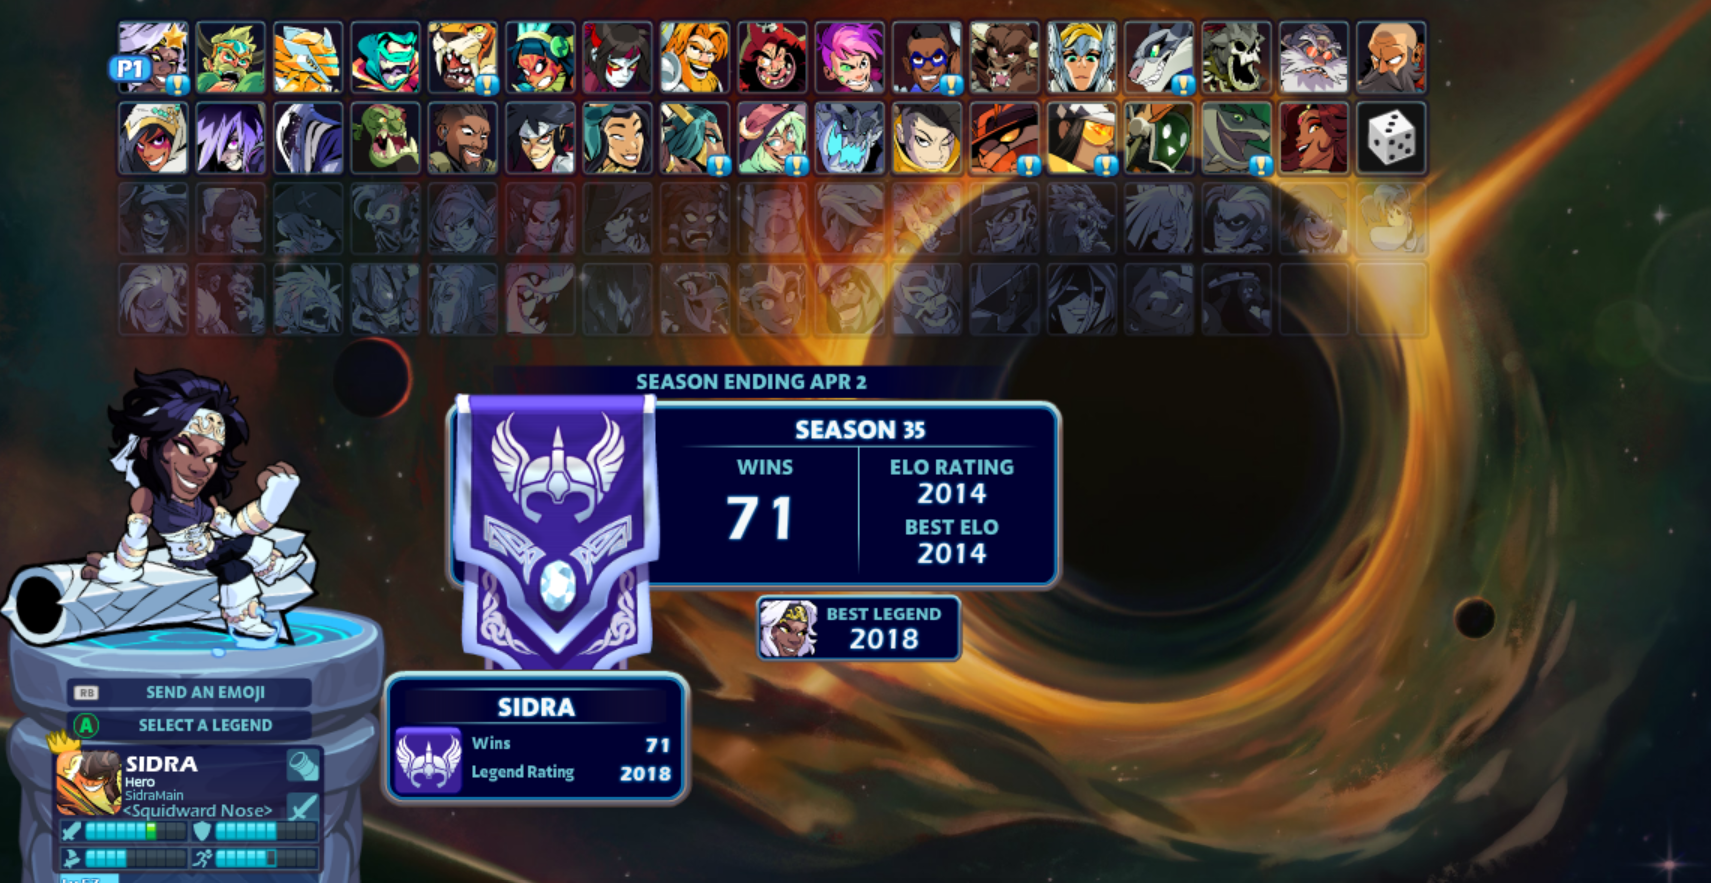 P1
SEASON ENDING APR 2
SEASON 35
WINS
71
ELO RATING
2014
BEST ELO
2014
BEST LEGEND
2018
RB SEND AN EMOJI
A SELECT A LEGEND
SIDRA
Wins 71
Legend Rating 2018
SIDRA
Hero
SidraMain
<Squidward Nose>